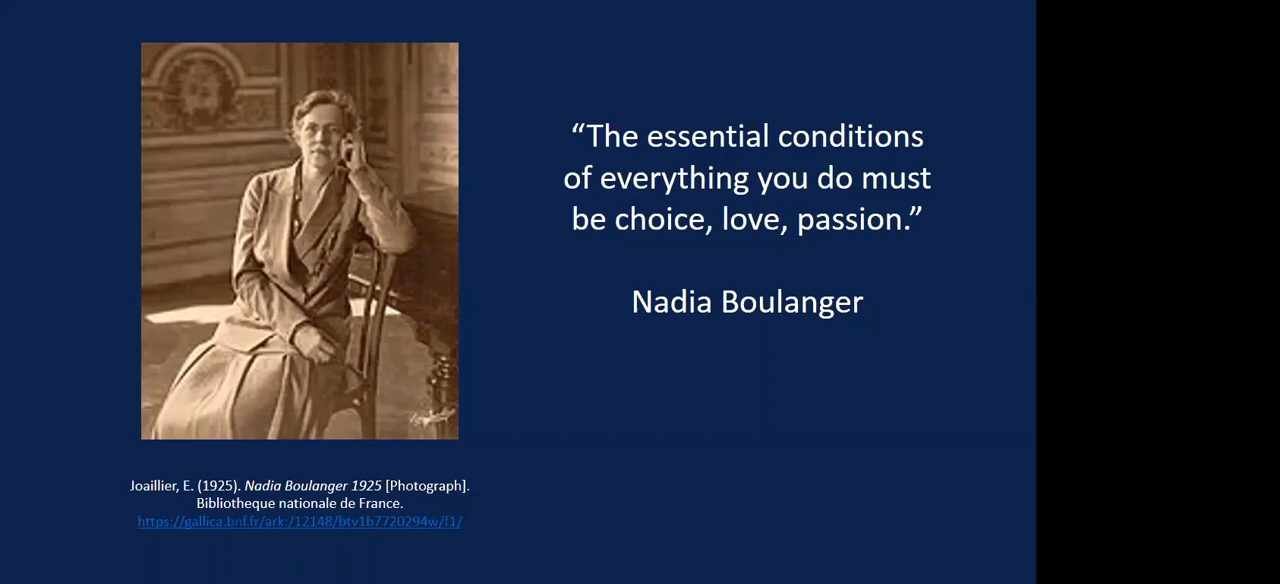 “The essential conditions
of everything you do must
be choice, love, passion.”
Nadia Boulanger
Joaillier, E. (1925). Nadia Boulanger 1925 [Photograph].
Bibliotheque nationale de France.
https://gallica.bnf.fr/ark:/12148/btv1b7720294w/f1/